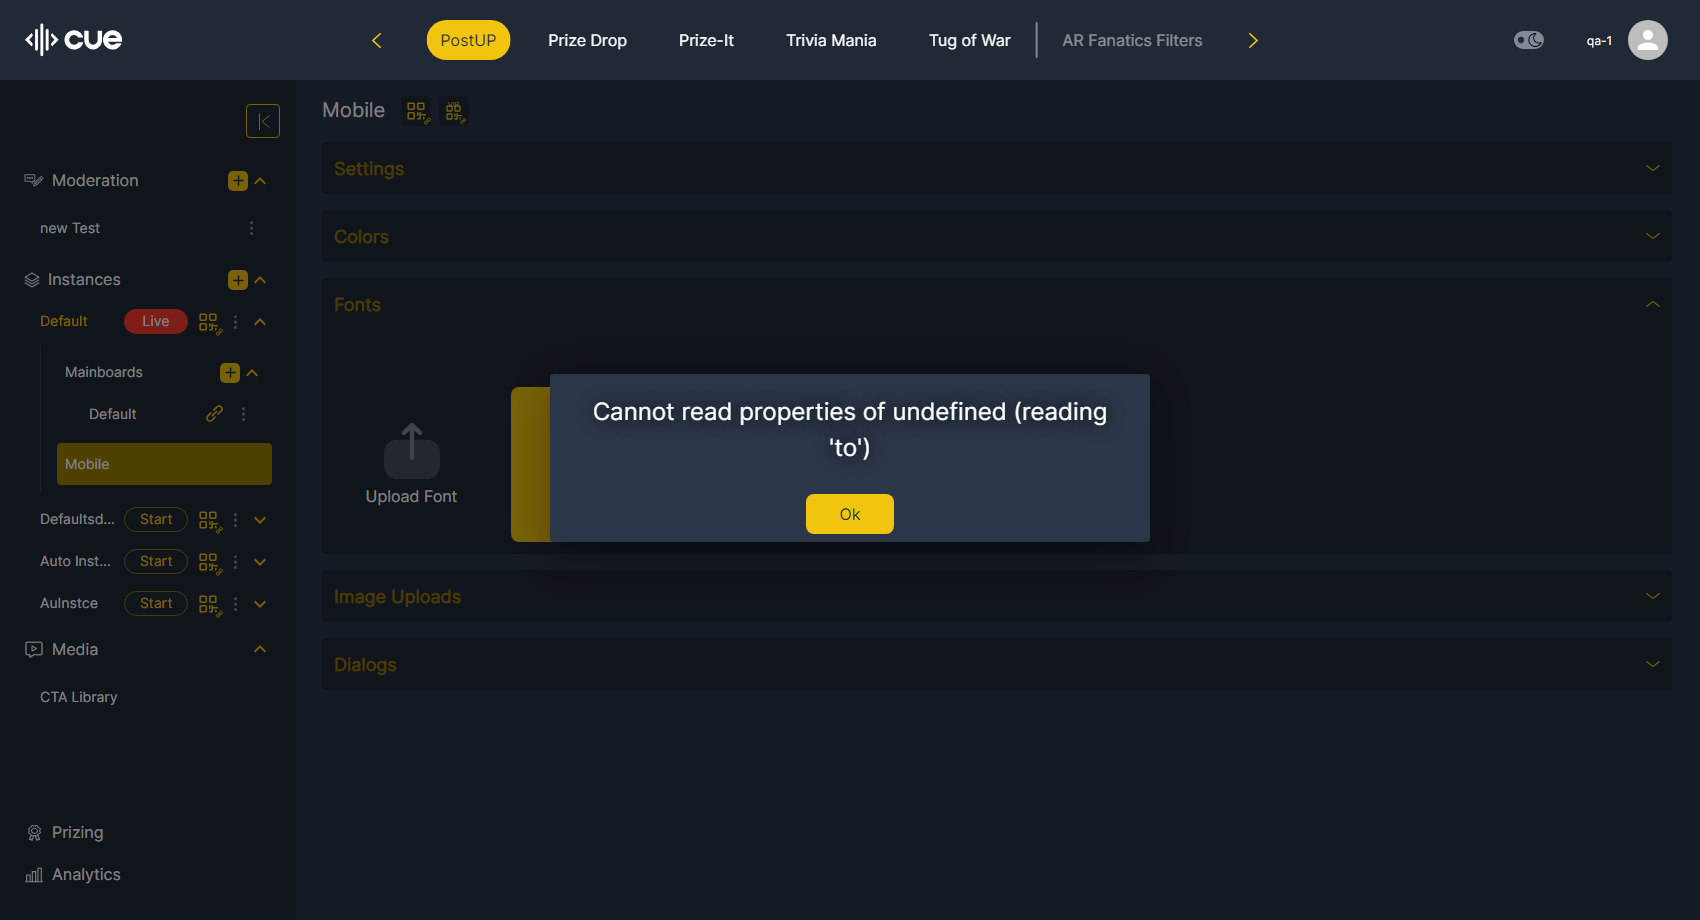 cue
PostUP
Prize Drop
Prize-It
Trivia Mania
Tug of War
AR Fanatics Filters
qa-1
Moderation
new Test
Instances
Default
Live
Mainboards
Default
Mobile
Defaultsd...
Start
Auto Inst...
Start
AuInstce
Start
Media
CTA Library
Prizing
Analytics
Mobile
Settings
Colors
Fonts
Upload Font
Image Uploads
Dialogs
Cannot read properties of undefined (reading
'to')
Ok